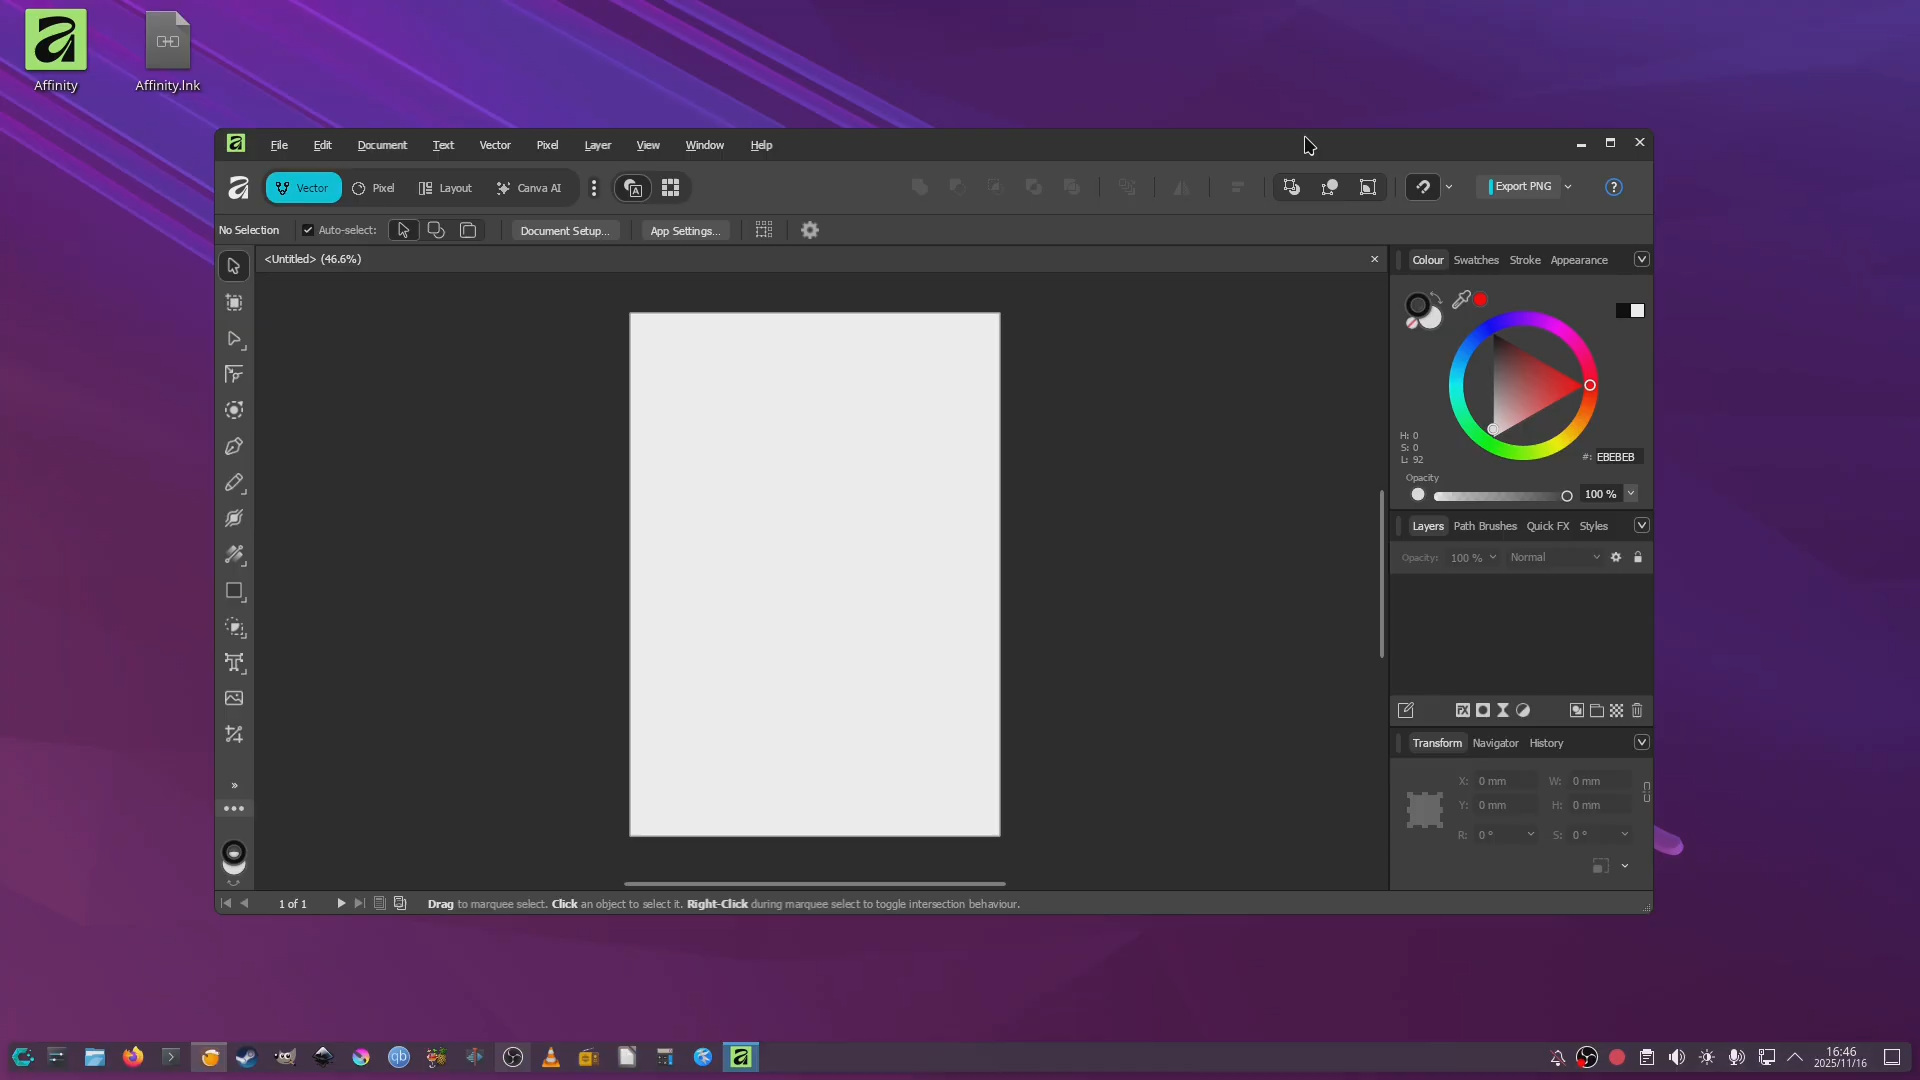 Affinity
Affinity.lnk
File Edit Document Text Vector Pixel Layer View Window Help
Vector Pixel Layout Canva AI
Export PNG
?
No Selection Auto-select: Document Setup... App Settings...
<Untitled> (46.6%)
Colour Swatches Stroke Appearance
H: 0
S: 0
L: 92
#: EBEBEB
Opacity
100 %
Layers Path Brushes Quick FX Styles
Opacity: 100 % Normal
FX
Transform Navigator History
X: 0 mm W: 0 mm
Y: 0 mm H: 0 mm
R: 0 ° S: 0 °
1 of 1
Drag to marquee select. Click an object to select it. Right-Click during marquee select to toggle intersection behaviour.
qb
16:46
2025/11/16